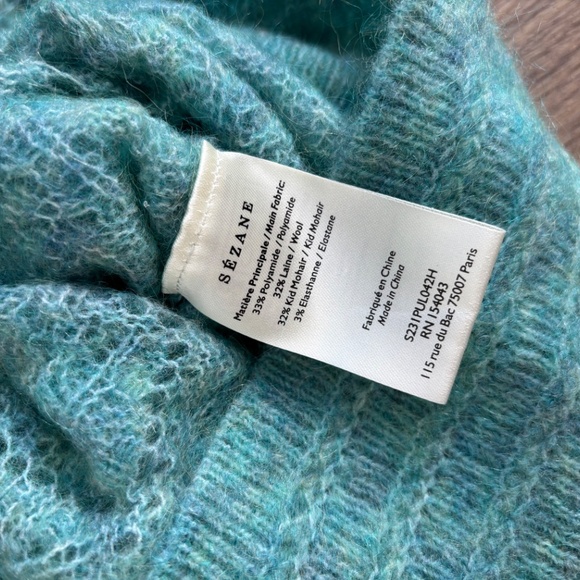 SÉZANE
Matière Principale / Main Fabric:
33% Polyamide / Polyamide
32% Laine / Wool
32% Kid Mohair / Kid Mohair
3% Elasthanne / Elastane
Fabriqué en Chine
Made in China
S231PUL042H
RN 154043
115 rue du Bac 75007 Paris